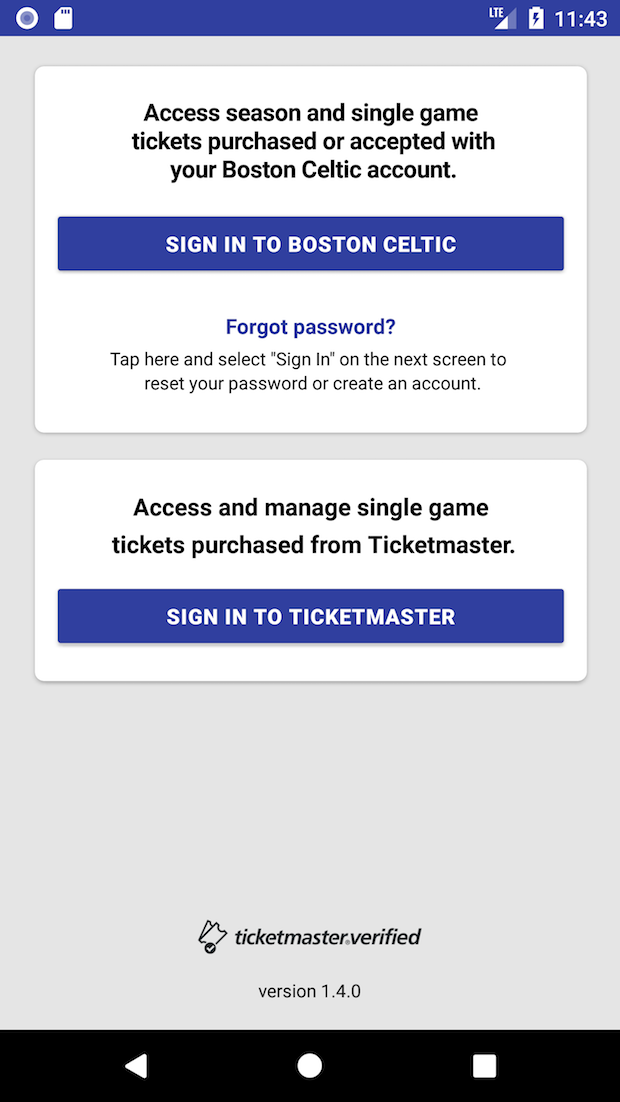 LTE 11:43
Access season and single game
tickets purchased or accepted with
your Boston Celtic account.
SIGN IN TO BOSTON CELTIC
Forgot password?
Tap here and select "Sign In" on the next screen to
reset your password or create an account.
Access and manage single game
tickets purchased from Ticketmaster.
SIGN IN TO TICKETMASTER
ticketmaster®verified
version 1.4.0